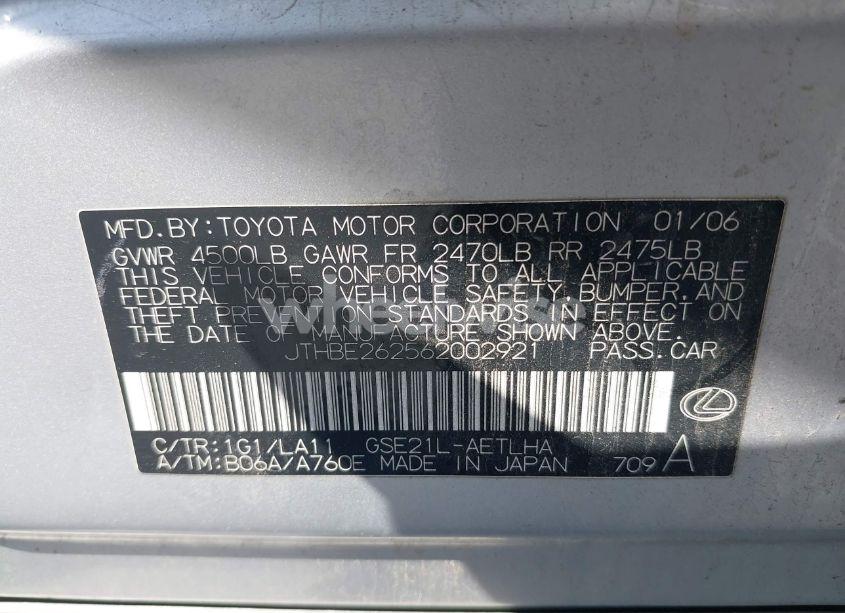 MFD.BY:TOYOTA MOTOR CORPORATION 01/06
GVWR 4500LB GAWR FR 2470LB RR 2475LB
THIS VEHICLE CONFORMS TO ALL APPLICABLE
FEDERAL MOTOR VEHICLE SAFETY,BUMPER,AND
THEFT PREVENTION STANDARDS IN EFFECT ON
THE DATE OF MANUFACTURE SHOWN ABOVE.
JTHBE262562002921 PASS.CAR
C/TR:1G1/LA11 GSE21L-AETLHA
A/TM:B06A/A760E MADE IN JAPAN 709 A